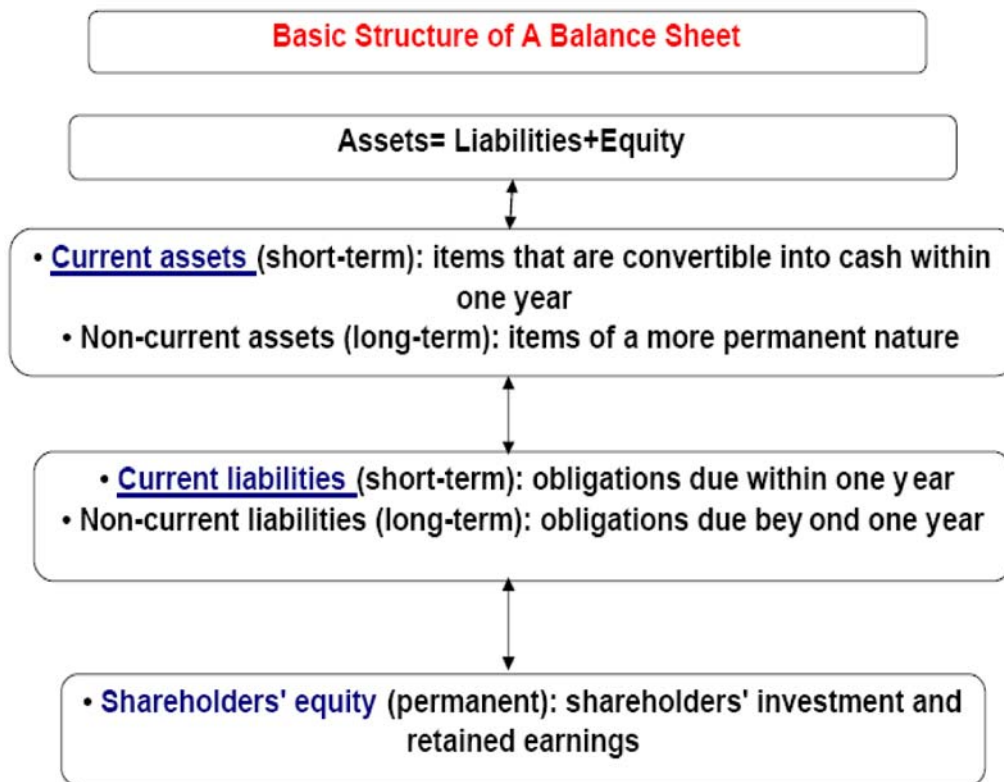 Basic Structure of A Balance Sheet
Assets= Liabilities+Equity
• Current assets (short-term): items that are convertible into cash within
one year
• Non-current assets (long-term): items of a more permanent nature
• Current liabilities (short-term): obligations due within one y ear
• Non-current liabilities (long-term): obligations due bey ond one year
• Shareholders' equity (permanent): shareholders' investment and
retained earnings